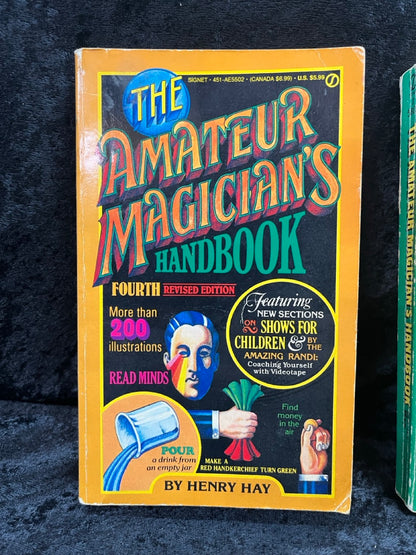 SIGNET • 451-AE5502 • (CANADA $6.99) • U.S. $5.99
THE
AMATEUR
MAGICIAN'S
HANDBOOK
FOURTH REVISED EDITION
More than
200
illustrations
READ MINDS
Featuring
NEW SECTIONS
ON SHOWS FOR
CHILDREN & BY THE
AMAZING RANDI:
Coaching Yourself
with Videotape
Find
money in
the air
POUR
a drink from
an empty jar
MAKE A
RED HANDKERCHIEF TURN GREEN
BY HENRY HAY
THE AMATEUR MAGICIAN'S HANDBOOK